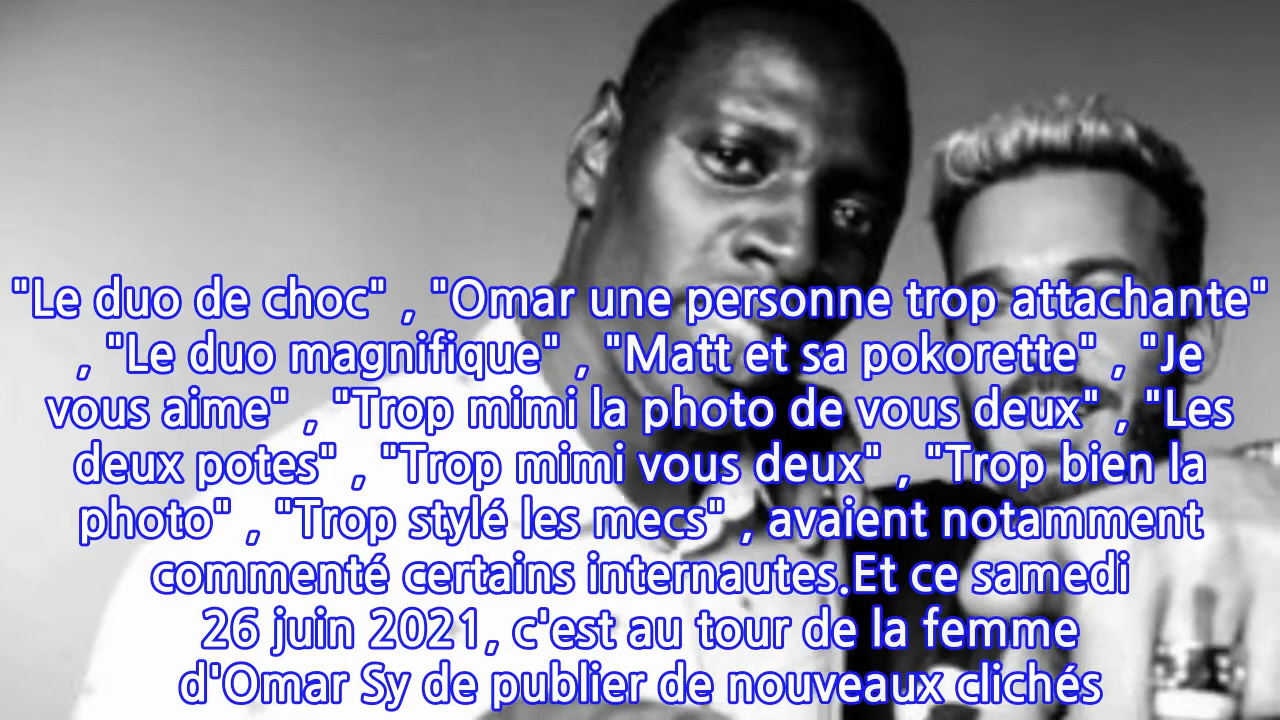 "Le duo de choc" , "Omar une personne trop attachante"
, "Le duo magnifique" , "Matt et sa pokorette" , "Je
vous aime" , "Trop mimi la photo de vous deux" , "Les
deux potes" , "Trop mimi vous deux" , "Trop bien la
photo" , "Trop stylé les mecs" , avaient notamment
commenté certains internautes.Et ce samedi
26 juin 2021, c'est au tour de la femme
d'Omar Sy de publier de nouveaux clichés